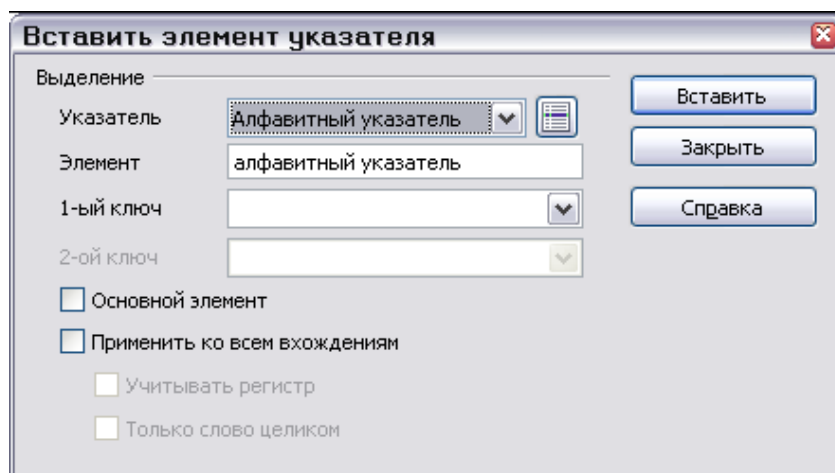 Вставить элемент указателя
Выделение
Указатель
Алфавитный указатель
Элемент
алфавитный указатель
1-ый ключ
2-ой ключ
Основной элемент
Применить ко всем вхождениям
Учитывать регистр
Только слово целиком
Вставить
Закрыть
Справка